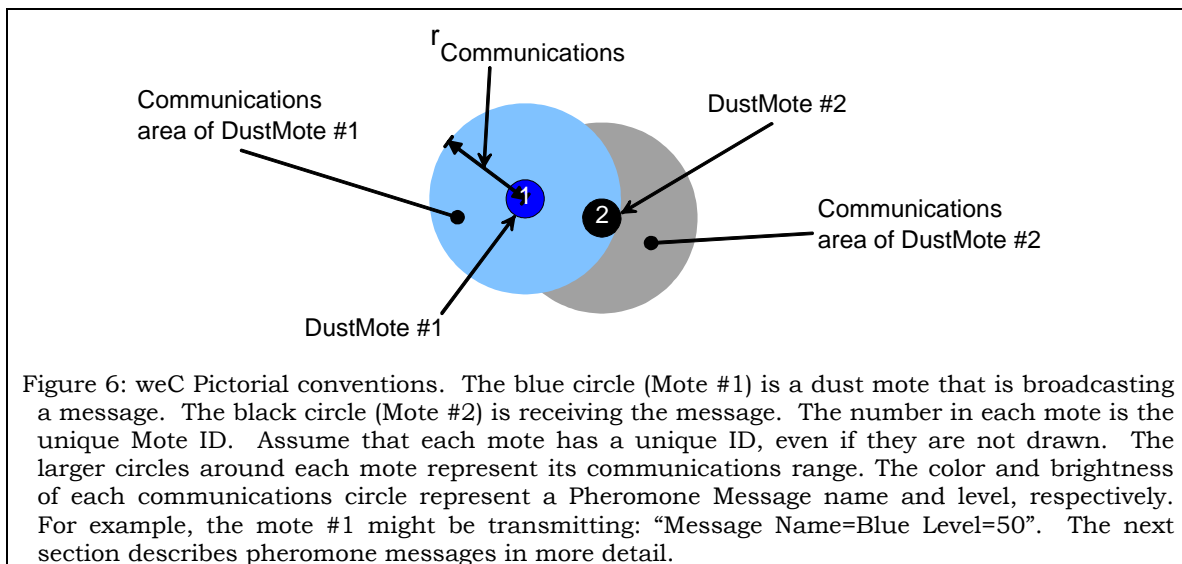 r Communications
Communications
area of DustMote #1
DustMote #2
1
2
Communications
area of DustMote #2
DustMote #1
Figure 6: weC Pictorial conventions. The blue circle (Mote #1) is a dust mote that is broadcasting
a message. The black circle (Mote #2) is receiving the message. The number in each mote is the
unique Mote ID. Assume that each mote has a unique ID, even if they are not drawn. The
larger circles around each mote represent its communications range. The color and brightness
of each communications circle represent a Pheromone Message name and level, respectively.
For example, the mote #1 might be transmitting: “Message Name=Blue Level=50”. The next
section describes pheromone messages in more detail.